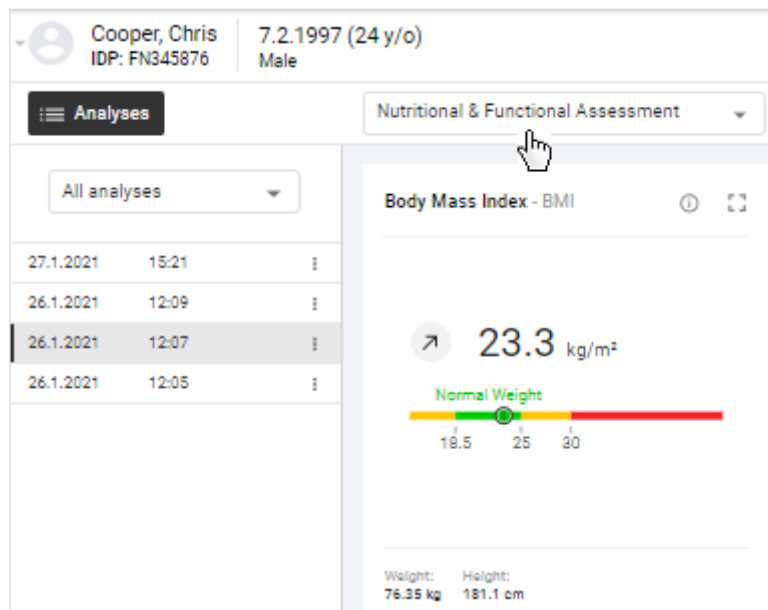 Cooper, Chris
IDP: FN345876
7.2.1997 (24 y/o)
Male
Analyses
Nutritional & Functional Assessment
All analyses
27.1.2021 15:21
26.1.2021 12:09
26.1.2021 12:07
26.1.2021 12:05
Body Mass Index - BMI
23.3 kg/m²
Normal Weight
18.5 25 30
Weight: Height:
76.35 kg 181.1 cm